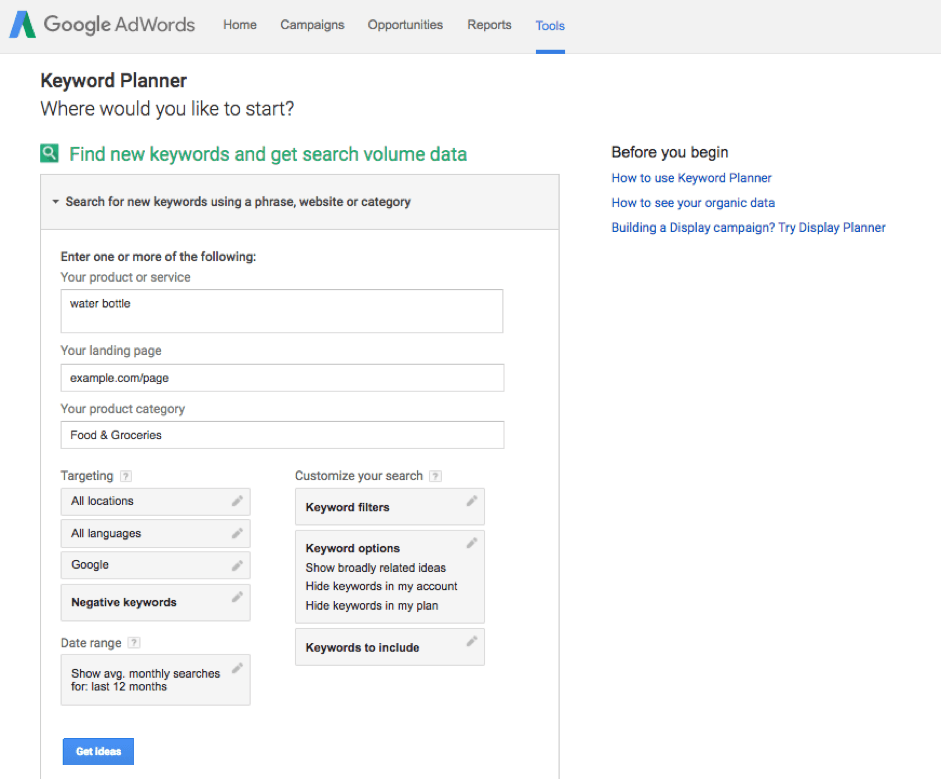 Google AdWords Home Campaigns Opportunities Reports Tools
Keyword Planner
Where would you like to start?
Find new keywords and get search volume data
Search for new keywords using a phrase, website or category
Enter one or more of the following:
Your product or service
water bottle
Your landing page
example.com/page
Your product category
Food & Groceries
Targeting ?
All locations
All languages
Google
Negative keywords
Date range ?
Show avg. monthly searches
for: last 12 months
Customize your search ?
Keyword filters
Keyword options
Show broadly related ideas
Hide keywords in my account
Hide keywords in my plan
Keywords to include
Get ideas
Before you begin
How to use Keyword Planner
How to see your organic data
Building a Display campaign? Try Display Planner